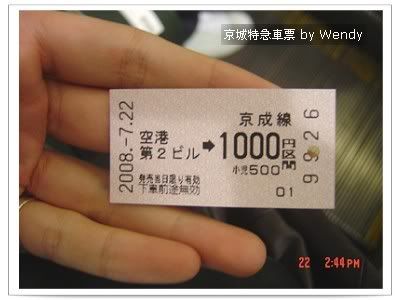 京城特急車票 by Wendy
2008.-7.22
空港
第2ビル
➡
京成線
1000円区間
小児500
発売当日限り有効
下車前途無効
01
22 2:44PM